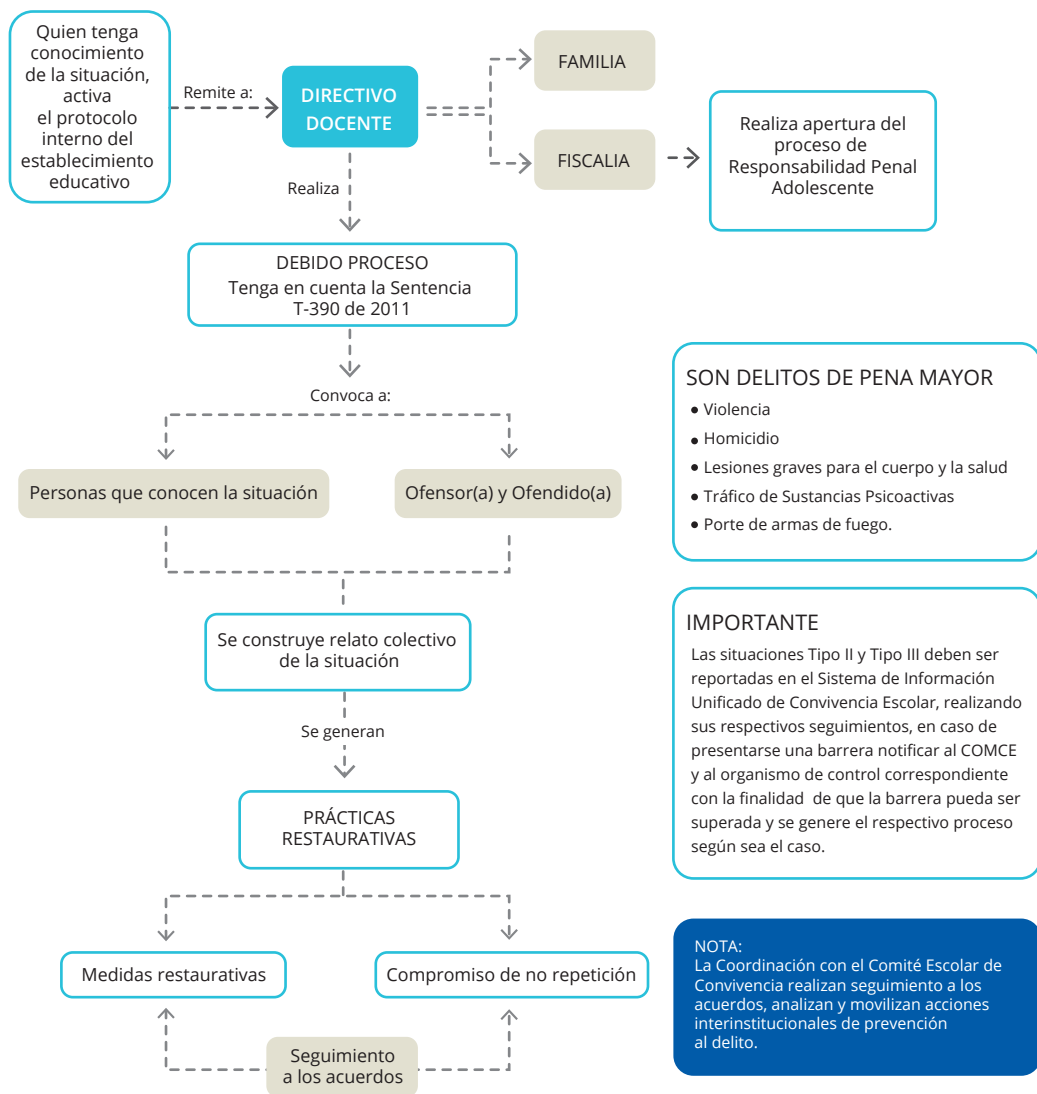 Quien tenga
conocimiento
de la situación,
activa
el protocolo
interno del
establecimiento
educativo
Remite a:
DIRECTIVO
DOCENTE
FAMILIA
FISCALIA
Realiza apertura del
proceso de
Responsabilidad Penal
Adolescente
Realiza
DEBIDO PROCESO
Tenga en cuenta la Sentencia
T-390 de 2011
Convoca a:
Personas que conocen la situación
Ofensor(a) y Ofendido(a)
Se construye relato colectivo
de la situación
Se generan
PRÁCTICAS
RESTAURATIVAS
Medidas restaurativas
Compromiso de no repetición
Seguimiento
a los acuerdos
SON DELITOS DE PENA MAYOR
• Violencia
• Homicidio
• Lesiones graves para el cuerpo y la salud
• Tráfico de Sustancias Psicoactivas
• Porte de armas de fuego.
IMPORTANTE
Las situaciones Tipo II y Tipo III deben ser
reportadas en el Sistema de Información
Unificado de Convivencia Escolar, realizando
sus respectivos seguimientos, en caso de
presentarse una barrera notificar al COMCE
y al organismo de control correspondiente
con la finalidad de que la barrera pueda ser
superada y se genere el respectivo proceso
según sea el caso.
NOTA:
La Coordinación con el Comité Escolar de
Convivencia realizan seguimiento a los
acuerdos, analizan y movilizan acciones
interinstitucionales de prevención
al delito.